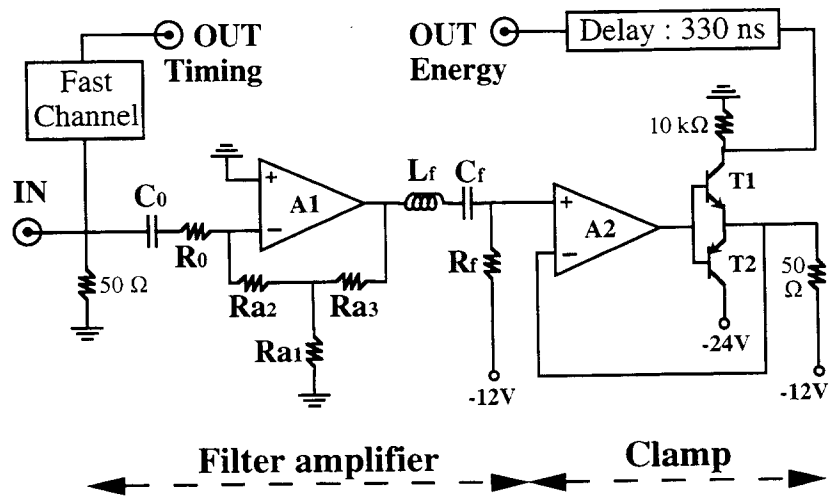 OUT
Timing
OUT
Energy
Delay : 330 ns
Fast
Channel
10 kΩ
IN
C0
R0
+
A1
−
Lf
Cf
Rf
+
A2
−
T1
T2
50 Ω
Ra2
Ra3
Ra1
50
Ω
-24V
-12V
-12V
Filter amplifier
Clamp